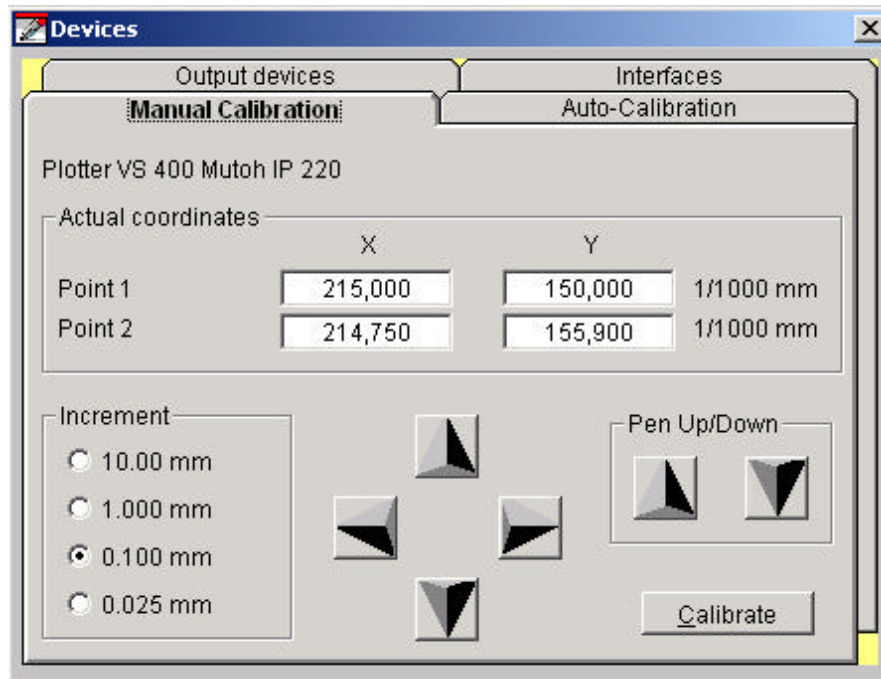 Devices
Output devices Interfaces
Manual Calibration Auto-Calibration
Plotter VS 400 Mutoh IP 220
Actual coordinates
X Y
Point 1 215,000 150,000 1/1000 mm
Point 2 214,750 155,900 1/1000 mm
Increment
10.00 mm
1.000 mm
0.100 mm
0.025 mm
Pen Up/Down
Calibrate